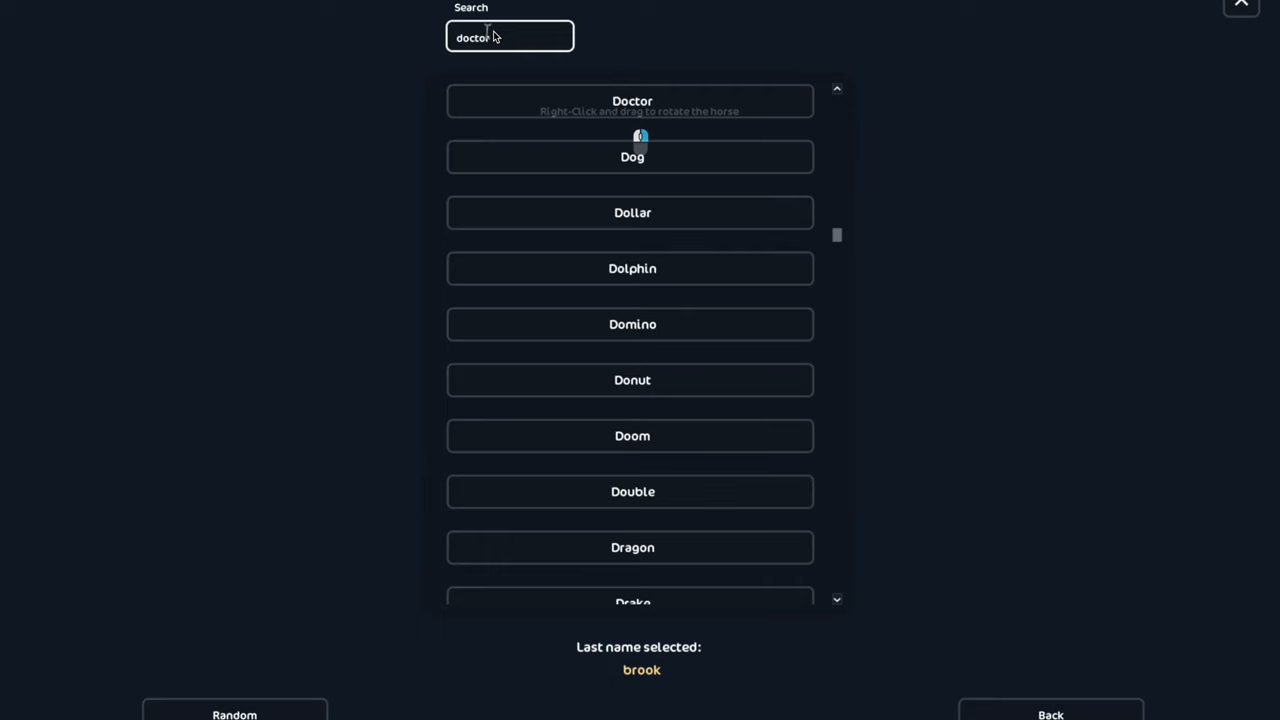 Search
doctor
Doctor
Right-Click and drag to rotate the horse
Dog
Dollar
Dolphin
Domino
Donut
Doom
Double
Dragon
Drake
Last name selected:
brook
Random
Back